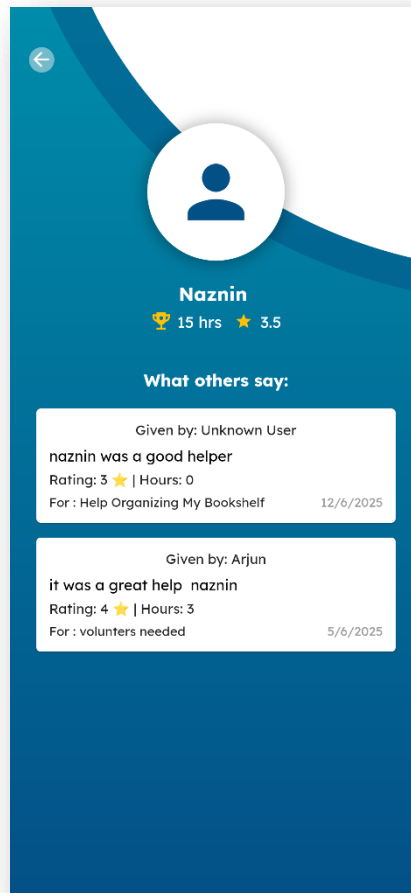 Naznin
15 hrs 3.5
What others say:
Given by: Unknown User
naznin was a good helper
Rating: 3 ⭐ | Hours: 0
For : Help Organizing My Bookshelf 12/6/2025
Given by: Arjun
it was a great help  naznin
Rating: 4 ⭐ | Hours: 3
For : volunters needed 5/6/2025